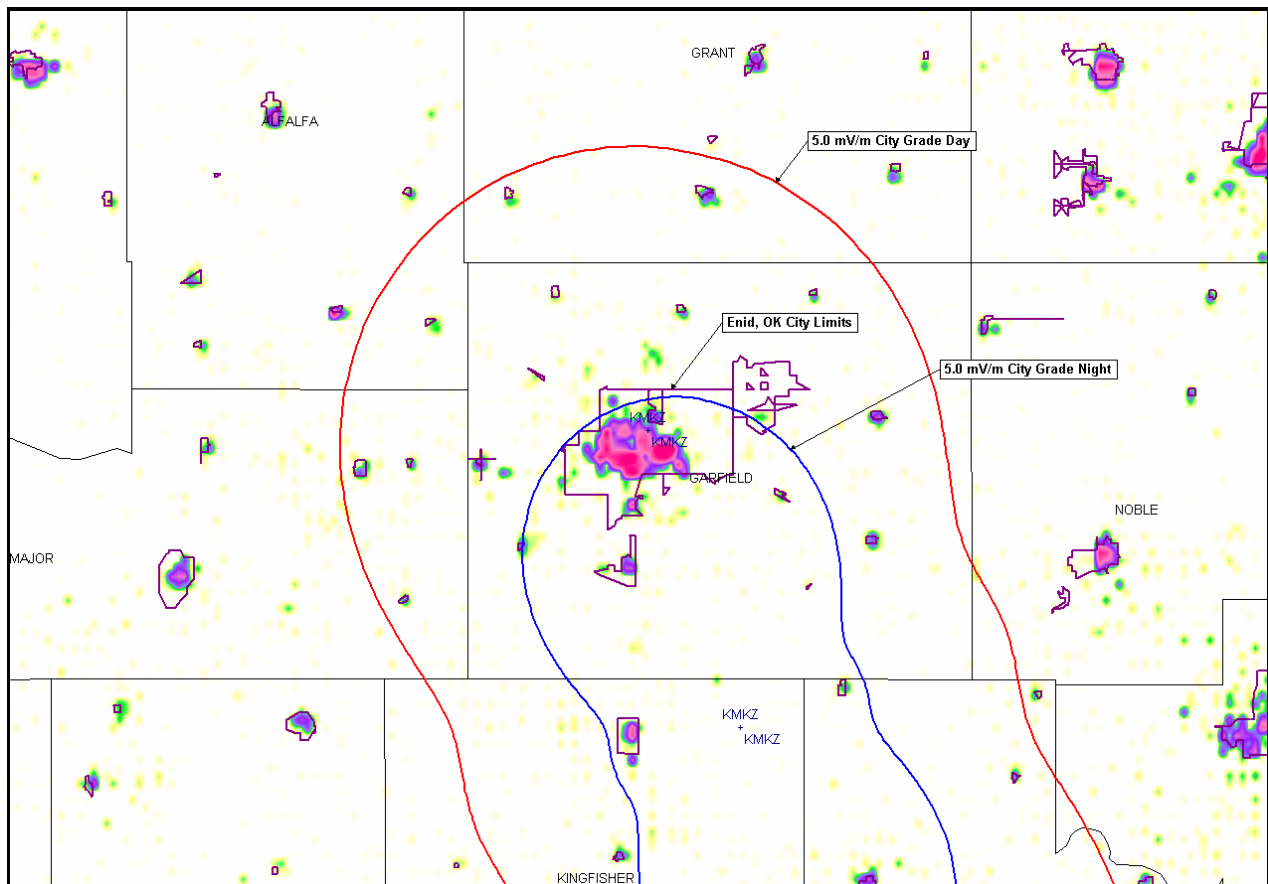 GRANT
ALFALFA
5.0 mV/m City Grade Day
Enid, OK City Limits
5.0 mV/m City Grade Night
KMKZ
KMKZ
GARFIELD
NOBLE
MAJOR
KMKZ
KMKZ
KINGFISHER